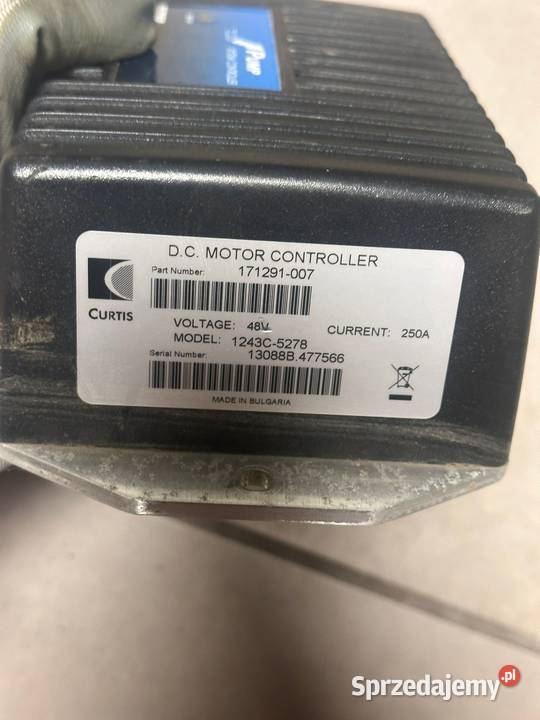 D.C. MOTOR CONTROLLER
Part Number: 171291-007
CURTIS
VOLTAGE: 48V CURRENT: 250A
MODEL: 1243C-5278
Serial Number: 13088B.477566
MADE IN BULGARIA
Sprzedajemy.pl